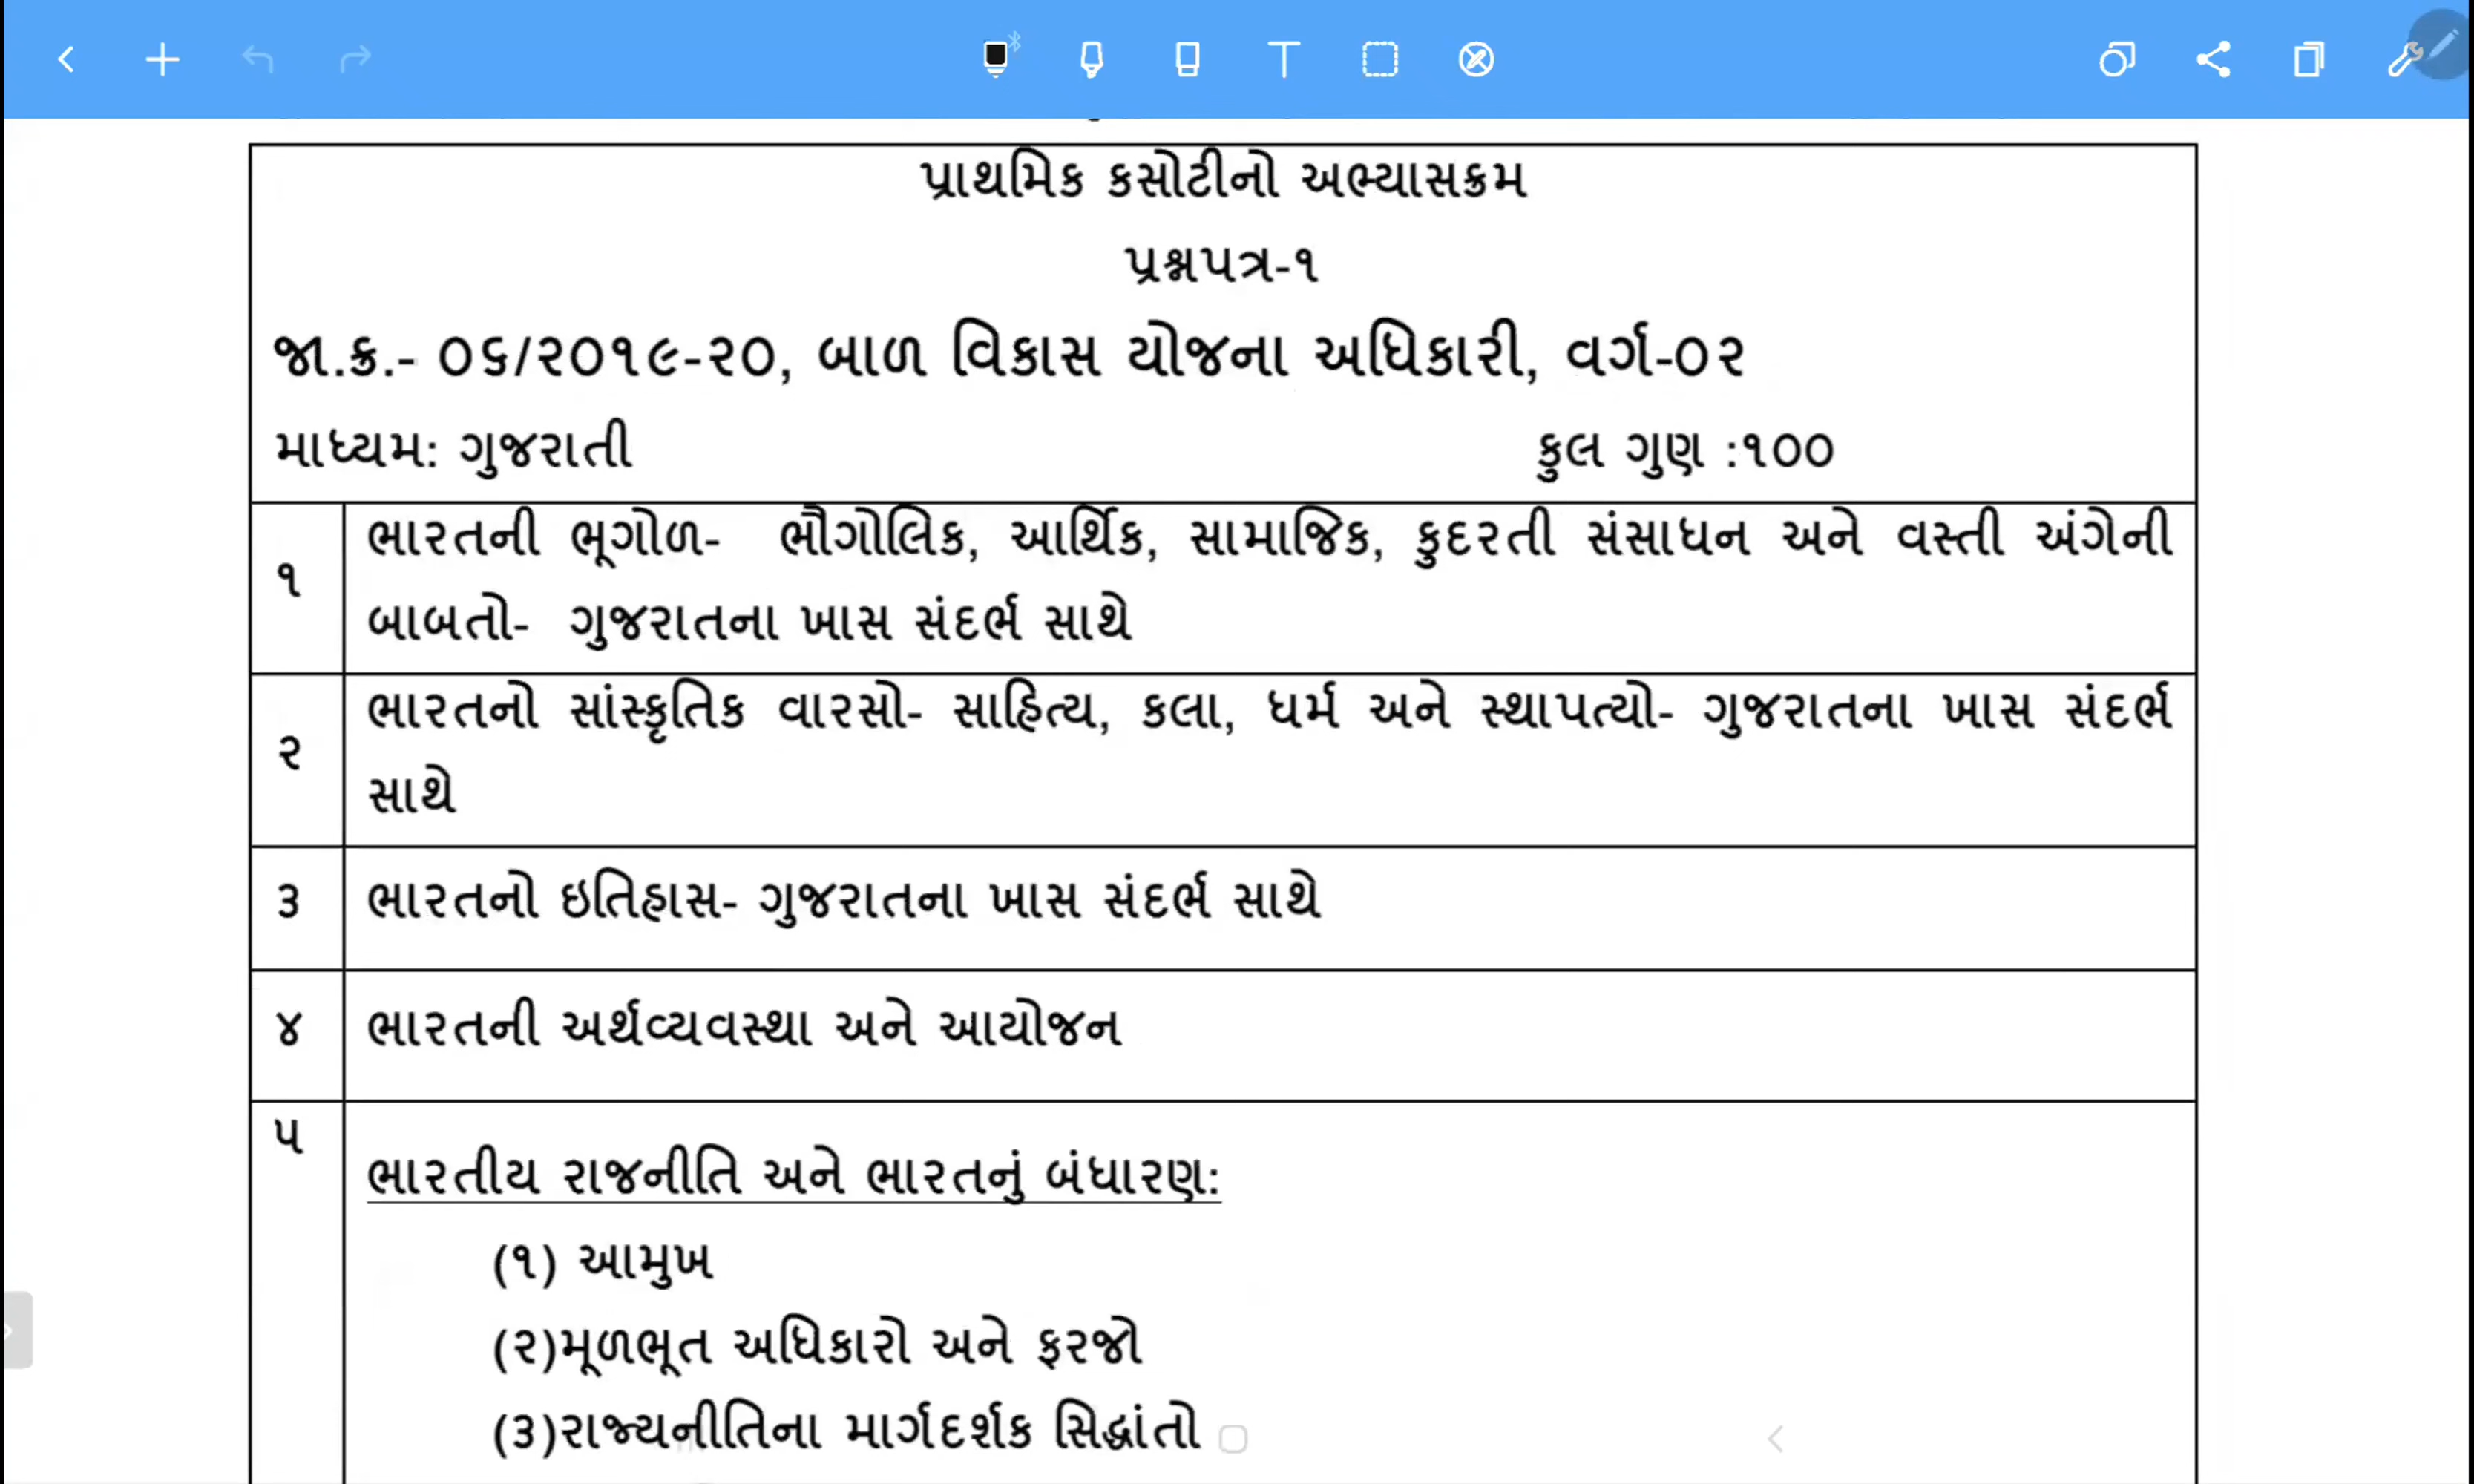 પ્રાથમિક કસોટીનો અભ્યાસક્રમ
પ્રશ્નપત્ર-૧
જા.ક્ર.- ૦૬/૨૦૧૯-૨૦, બાળ વિકાસ યોજના અધિકારી, વર્ગ-૦૨
માધ્યમ: ગુજરાતી કુલ ગુણ :૧૦૦
૧ ભારતની ભૂગોળ- ભૌગોલિક, આર્થિક, સામાજિક, કુદરતી સંસાધન અને વસ્તી અંગેની
બાબતો- ગુજરાતના ખાસ સંદર્ભ સાથે
૨ ભારતનો સાંસ્કૃતિક વારસો- સાહિત્ય, કલા, ધર્મ અને સ્થાપત્યો- ગુજરાતના ખાસ સંદર્ભ
સાથે
૩ ભારતનો ઇતિહાસ- ગુજરાતના ખાસ સંદર્ભ સાથે
૪ ભારતની અર્થવ્યવસ્થા અને આયોજન
૫ ભારતીય રાજનીતિ અને ભારતનું બંધારણ:
(૧) આમુખ
(૨)મૂળભૂત અધિકારો અને ફરજો
(૩)રાજ્યનીતિના માર્ગદર્શક સિદ્ધાંતો